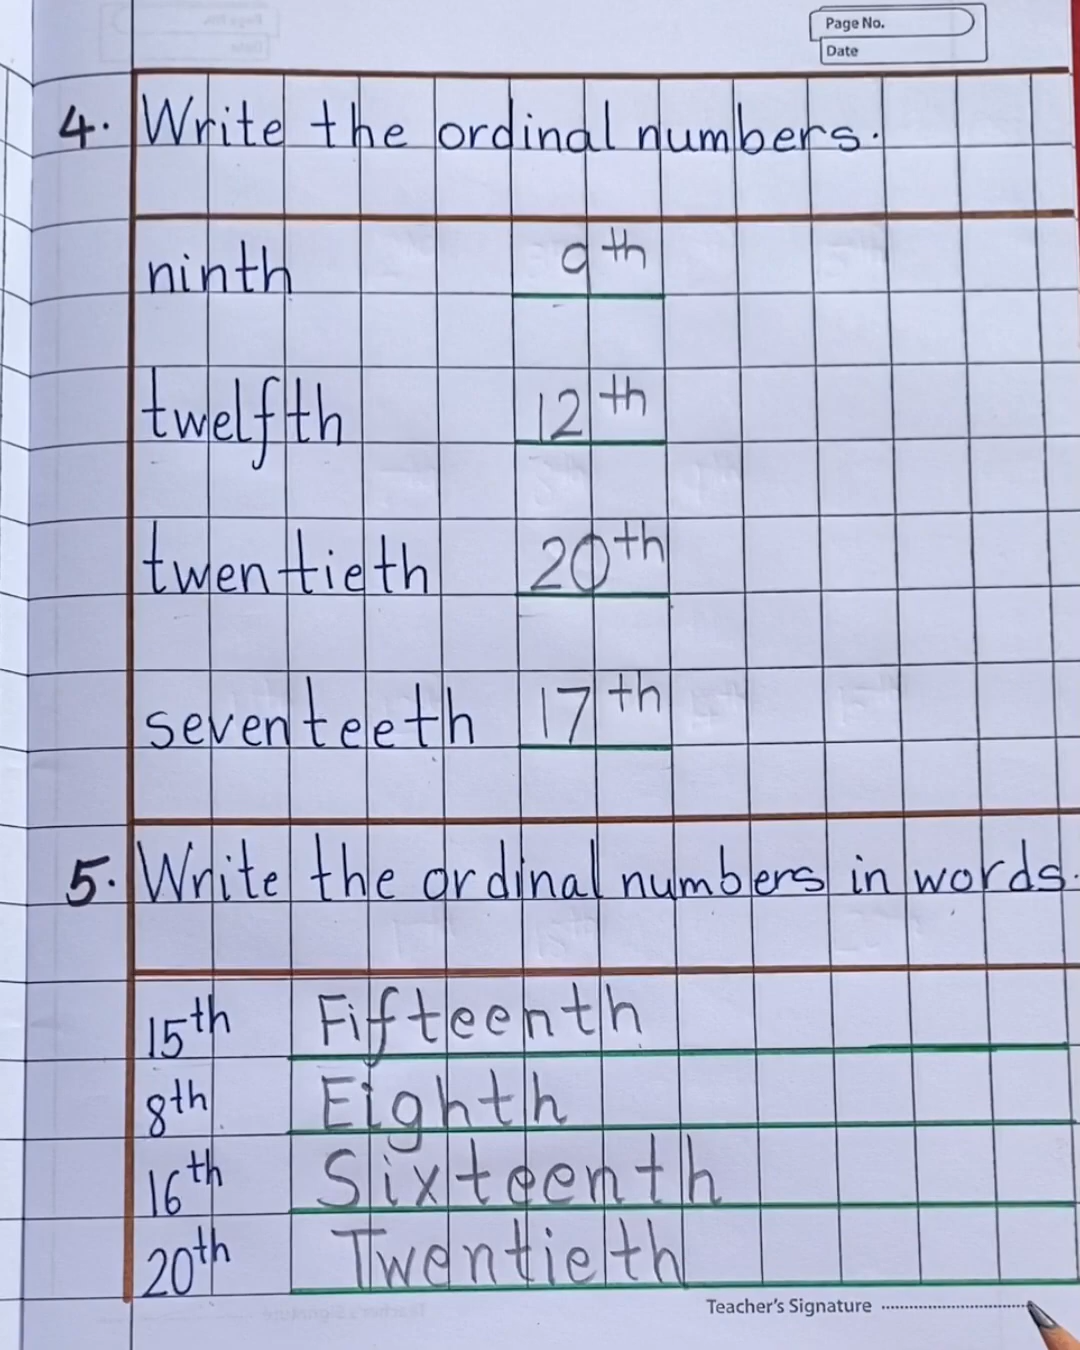 Page No.
Date
4. Write the ordinal numbers.
ninth 9th
twelfth 12th
twentieth 20th
seventeeth 17th
5. Write the ordinal numbers in words.
15th Fifteenth
8th Eighth
16th Sixteenth
20th Twentieth
Teacher's Signature